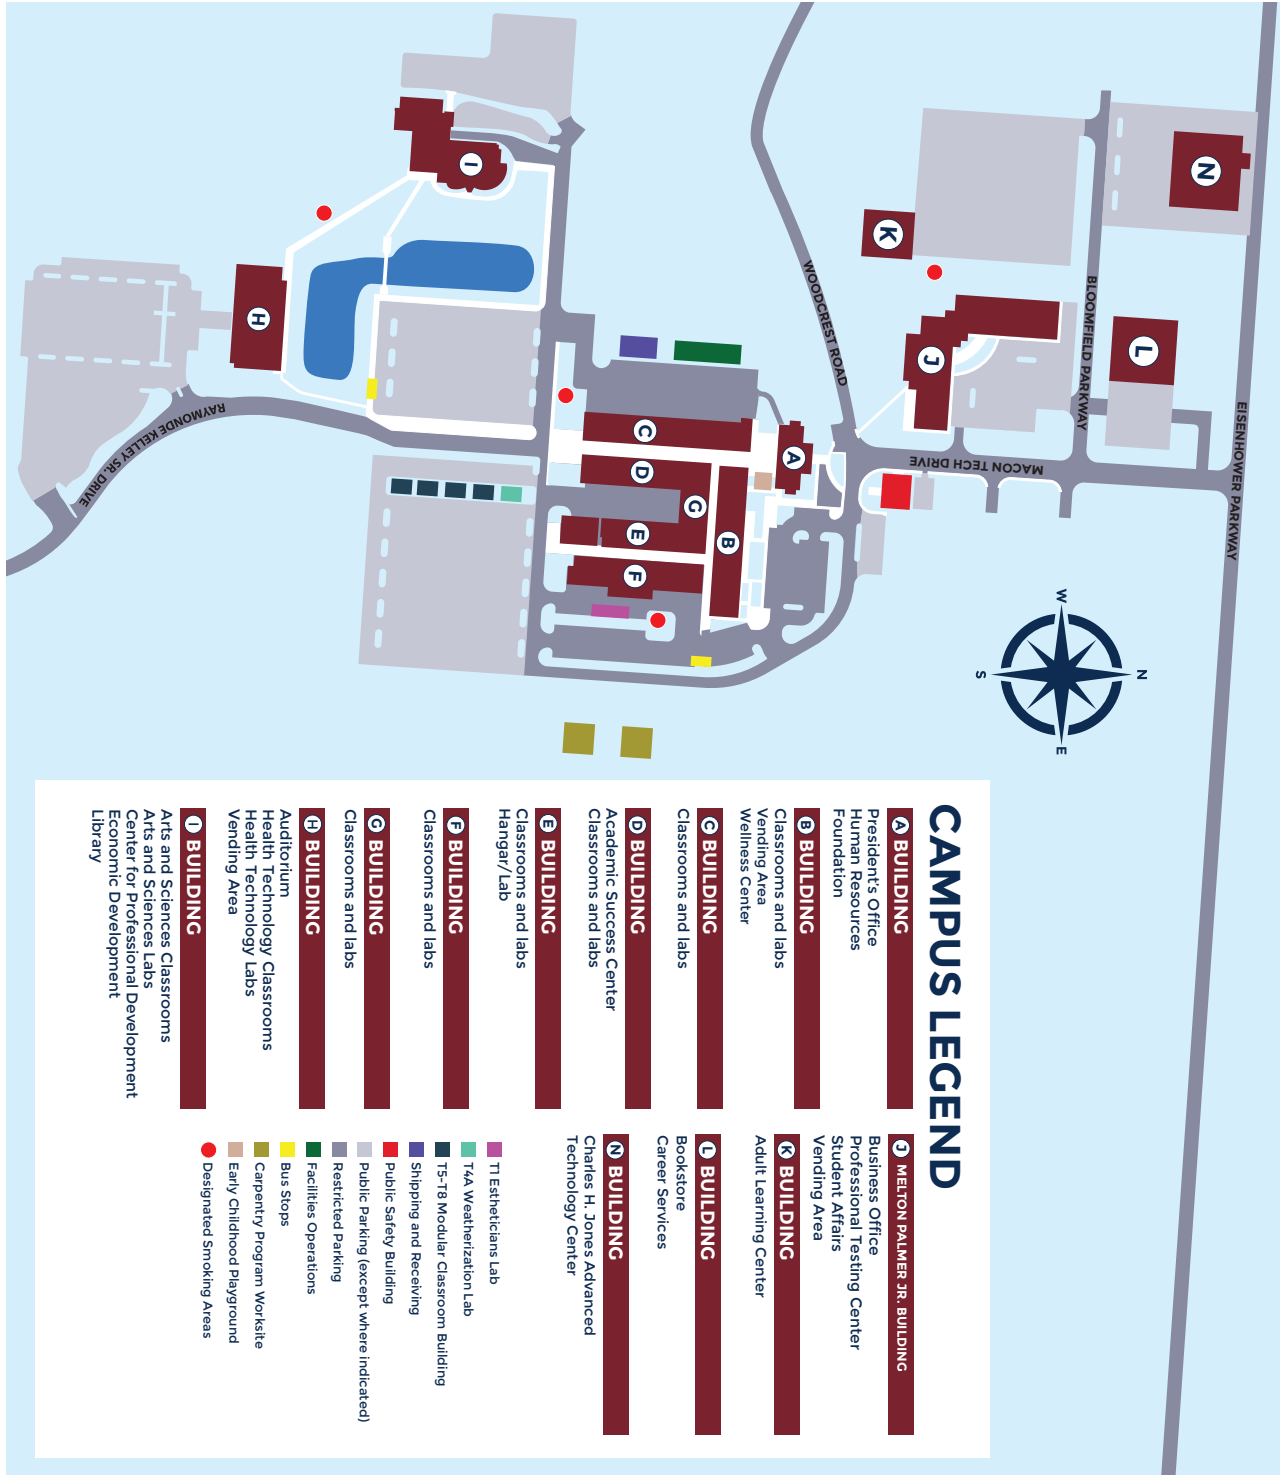 EISENHOWER PARKWAY
BLOOMFIELD PARKWAY
WOODCREST ROAD
MACON TECH DRIVE
RAYMONDE KELLEY SR. DRIVE
N
L
K
J
A
B
C
D
G
E
F
I
H
N
E
S
W
CAMPUS LEGEND
A BUILDING
President's Office
Human Resources
Foundation
B BUILDING
Classrooms and labs
Vending Area
Wellness Center
C BUILDING
Classrooms and labs
D BUILDING
Academic Success Center
Classrooms and labs
E BUILDING
Classrooms and labs
Hangar/Lab
F BUILDING
Classrooms and labs
G BUILDING
Classrooms and labs
H BUILDING
Auditorium
Health Technology Classrooms
Health Technology Labs
Vending Area
I BUILDING
Arts and Sciences Classrooms
Arts and Sciences Labs
Center for Professional Development
Economic Development
Library
J MELTON PALMER JR. BUILDING
Business Office
Professional Testing Center
Student Affairs
Vending Area
K BUILDING
Adult Learning Center
L BUILDING
Bookstore
Career Services
N BUILDING
Charles H. Jones Advanced
Technology Center
T1 Estheticians Lab
T4A Weatherization Lab
T5-T8 Modular Classroom Building
Shipping and Receiving
Public Safety Building
Public Parking (except where indicated)
Restricted Parking
Facilities Operations
Bus Stops
Carpentry Program Worksite
Early Childhood Playground
Designated Smoking Areas